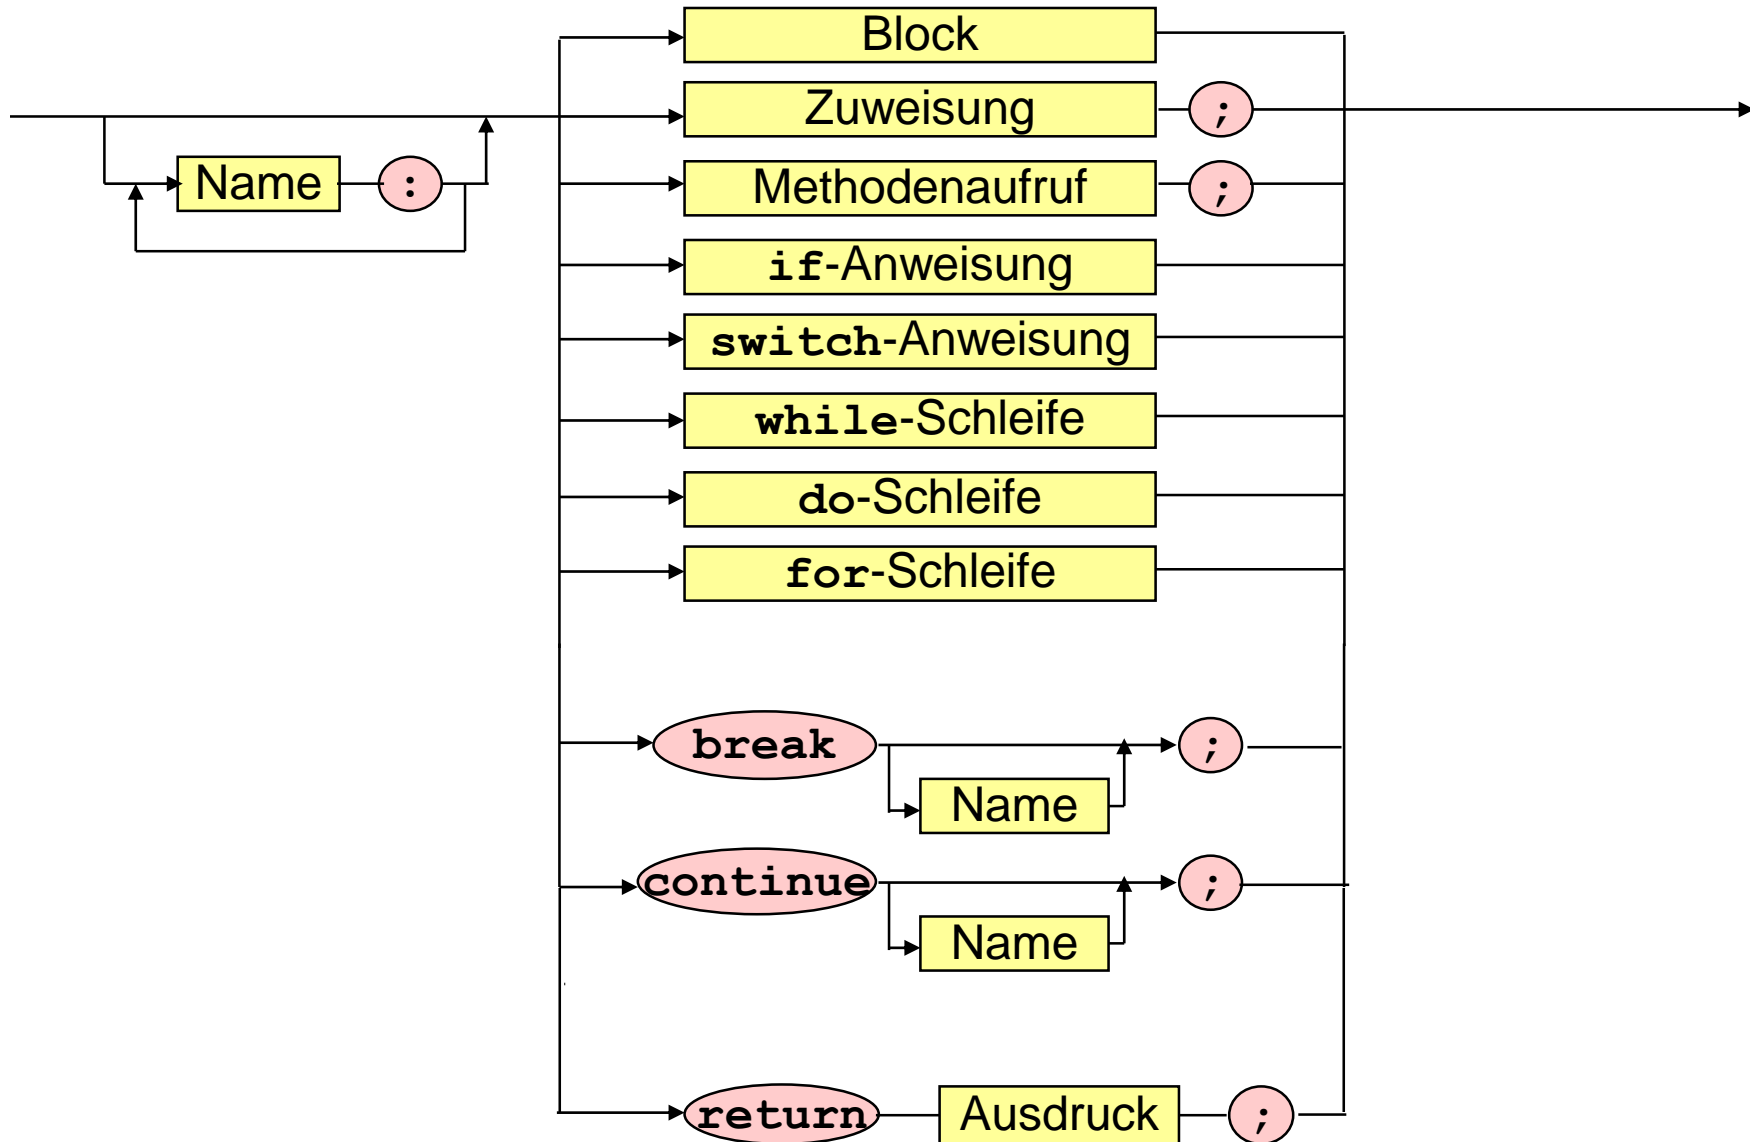 Block
Zuweisung ;
Name :
Methodenaufruf ;
if-Anweisung
switch-Anweisung
while-Schleife
do-Schleife
for-Schleife
break ;
Name
continue ;
Name
return Ausdruck ;